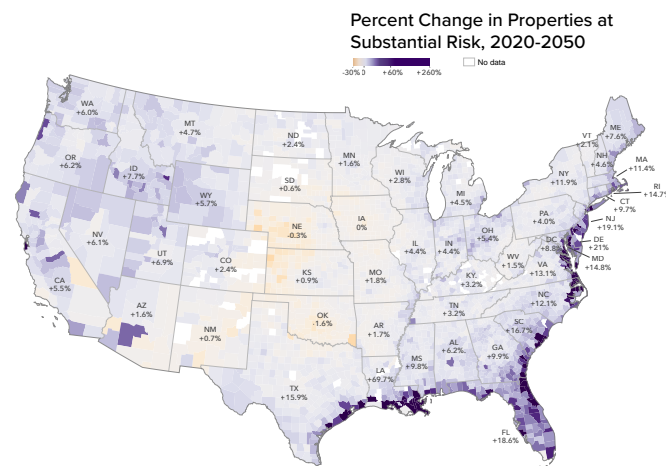 Percent Change in Properties at
Substantial Risk, 2020-2050
-30% 0 +60% +260%
No data
WA
+6.0%
MT
+4.7%
ND
+2.4%
MN
+1.6%
VT
+2.1%
ME
+7.6%
NH
+4.6%
MA
+11.4%
OR
+6.2%
ID
+7.7%
SD
+0.6%
WI
+2.8%
NY
+11.9%
RI
+14.7%
WY
+5.7%
MI
+4.5%
CT
+9.7%
NJ
+19.1%
NE
-0.3%
IA
0%
PA
+4.0%
NV
+6.1%
UT
+6.9%
CO
+2.4%
IL
+4.4%
IN
+4.4%
OH
+5.4%
DC
+8.8%
DE
+21%
MD
+14.8%
CA
+5.5%
KS
+0.9%
MO
+1.8%
KY.
+3.2%
WV
+1.5%
VA
+13.1%
AZ
+1.6%
NM
+0.7%
OK
-1.6%
AR
+1.7%
TN
+3.2%
NC
+12.1%
SC
+16.7%
TX
+15.9%
LA
+69.7%
MS
+9.8%
AL
+6.2%
GA
+9.9%
FL
+18.6%